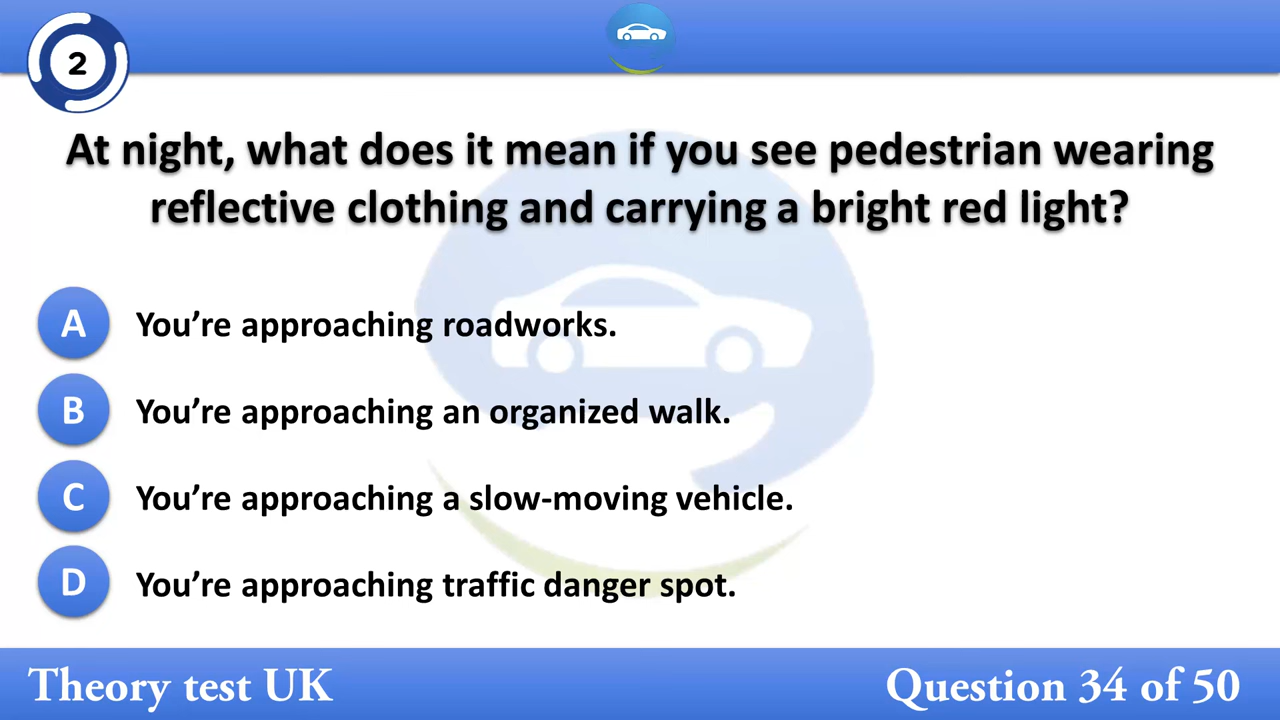 2
At night, what does it mean if you see pedestrian wearing
reflective clothing and carrying a bright red light?
A You’re approaching roadworks.
B You’re approaching an organized walk.
C You’re approaching a slow-moving vehicle.
D You’re approaching traffic danger spot.
Theory test UK
Question 34 of 50